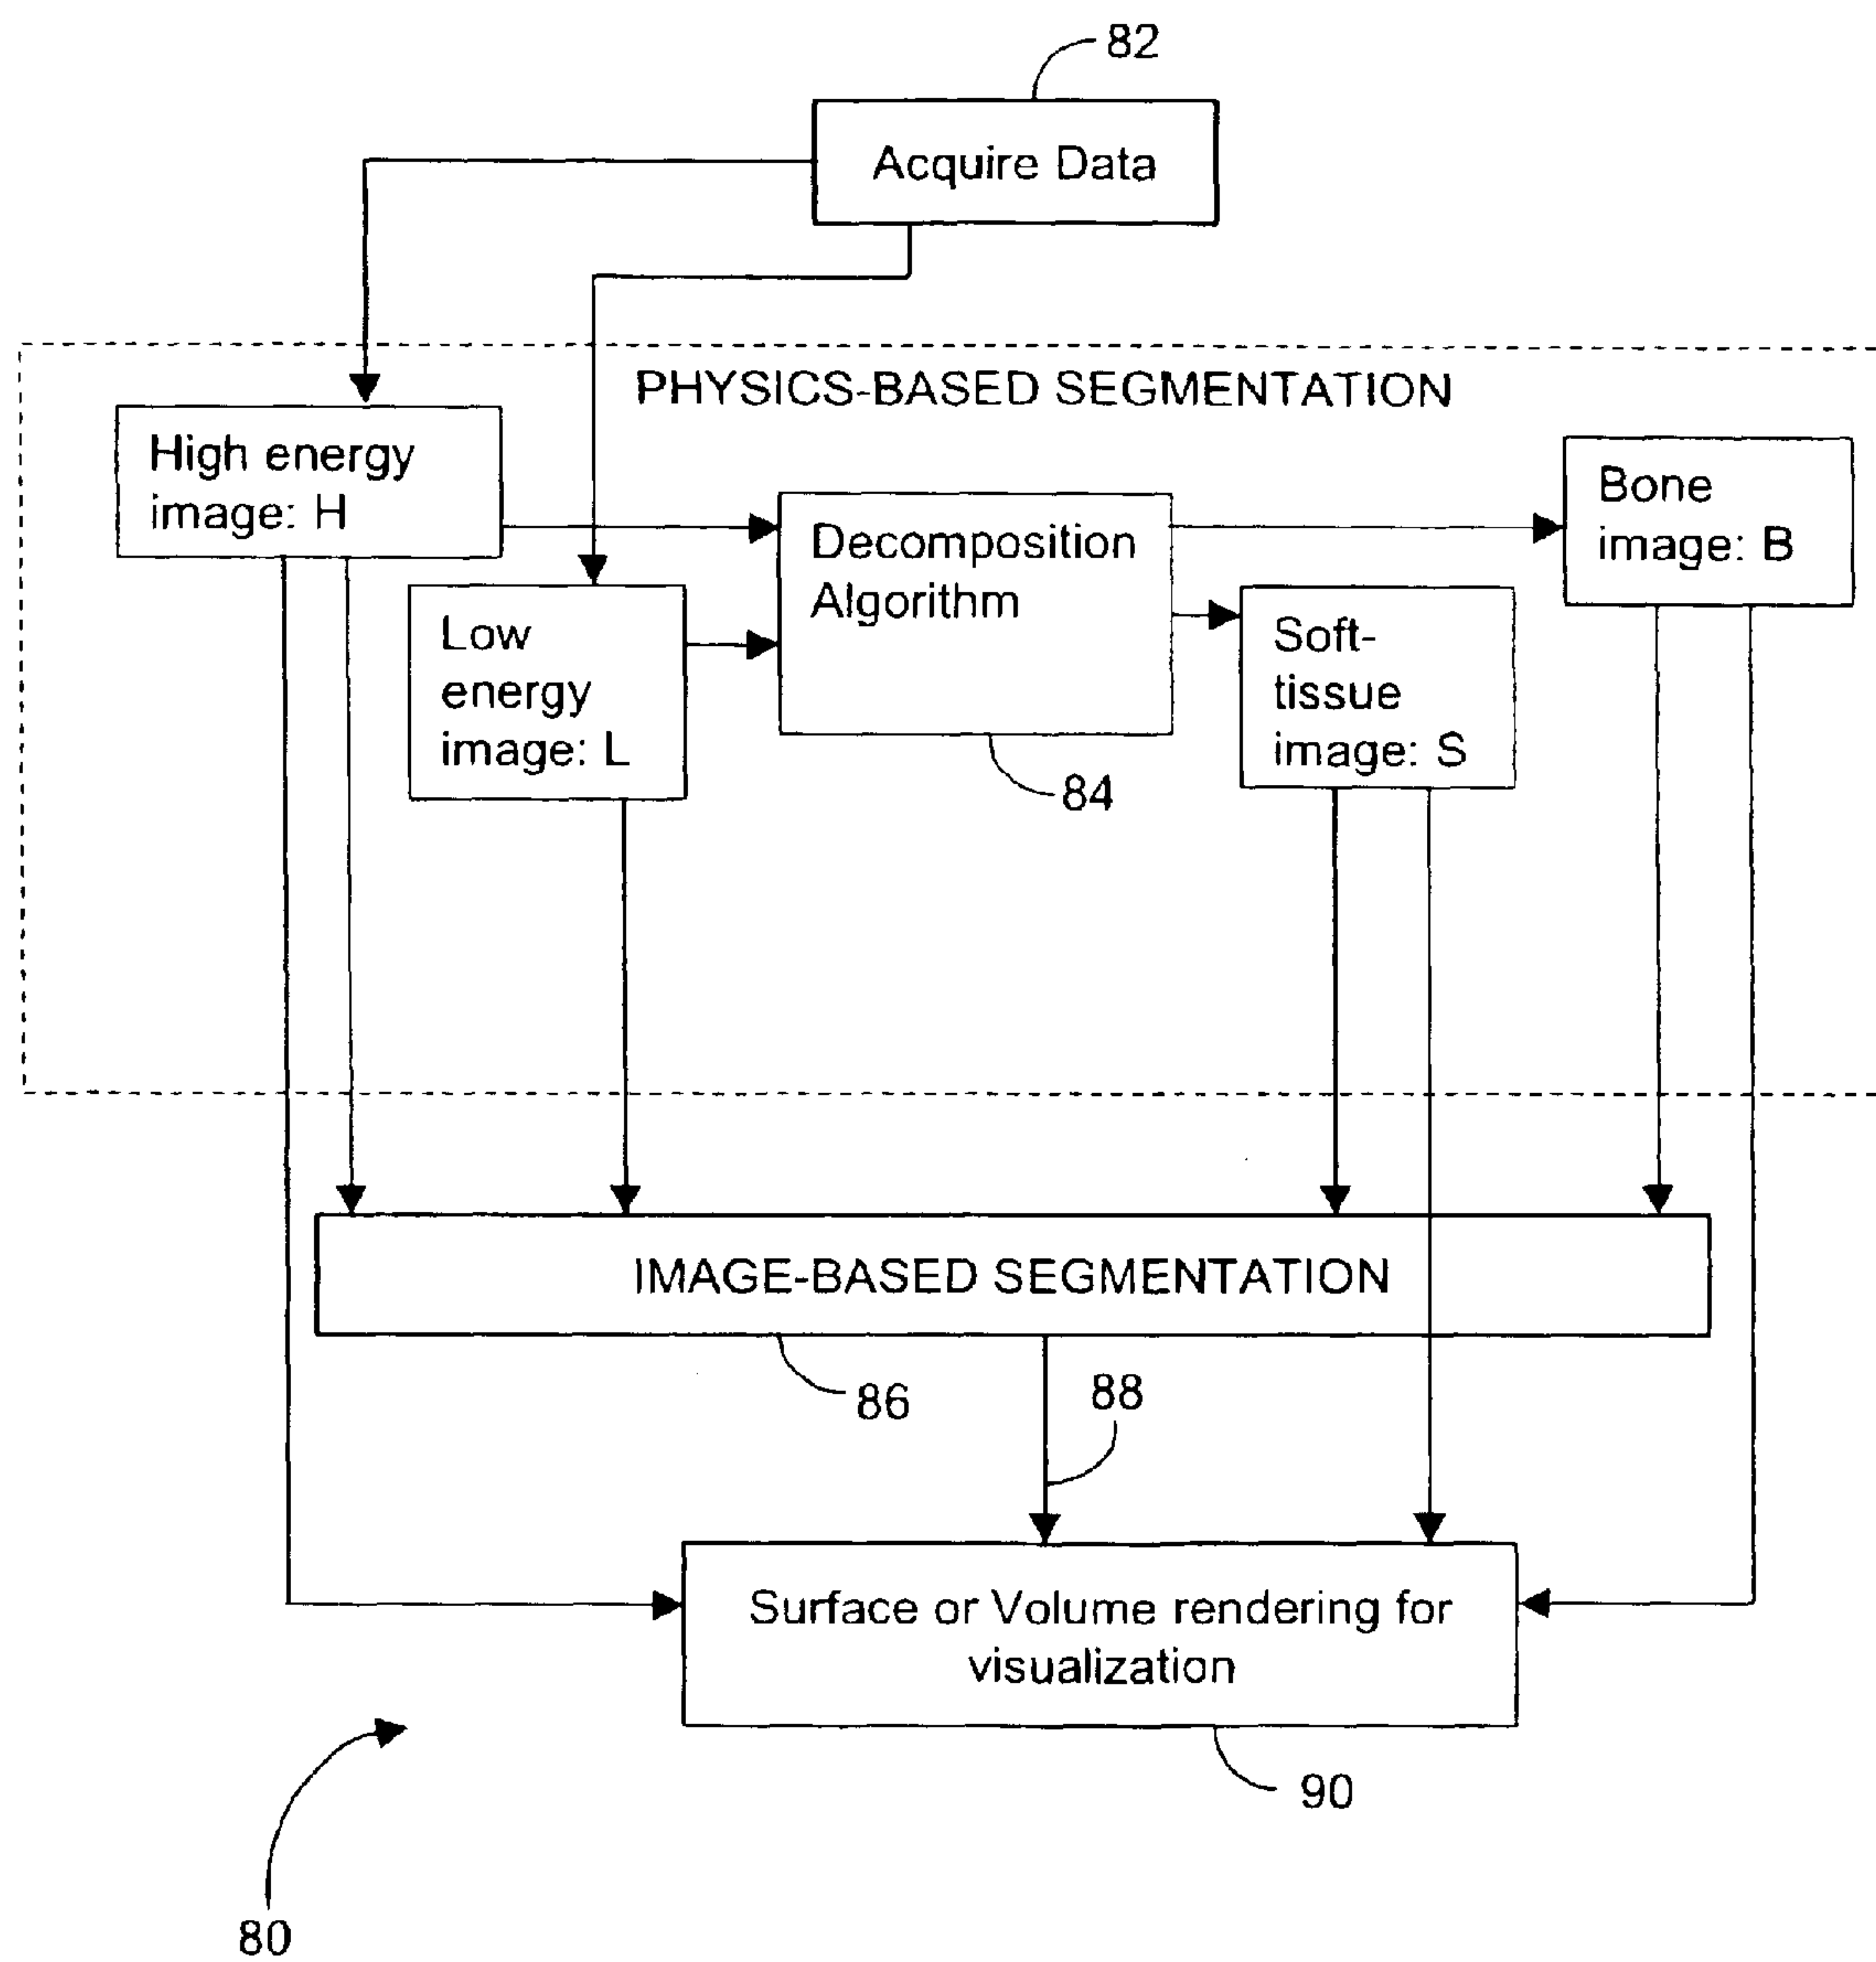 82
Acquire Data
PHYSICS-BASED SEGMENTATION
High energy
image: H
Low
energy
image: L
Decomposition
Algorithm
84
Soft-
tissue
image: S
Bone
image: B
IMAGE-BASED SEGMENTATION
86
88
Surface or Volume rendering for
visualization
90
80